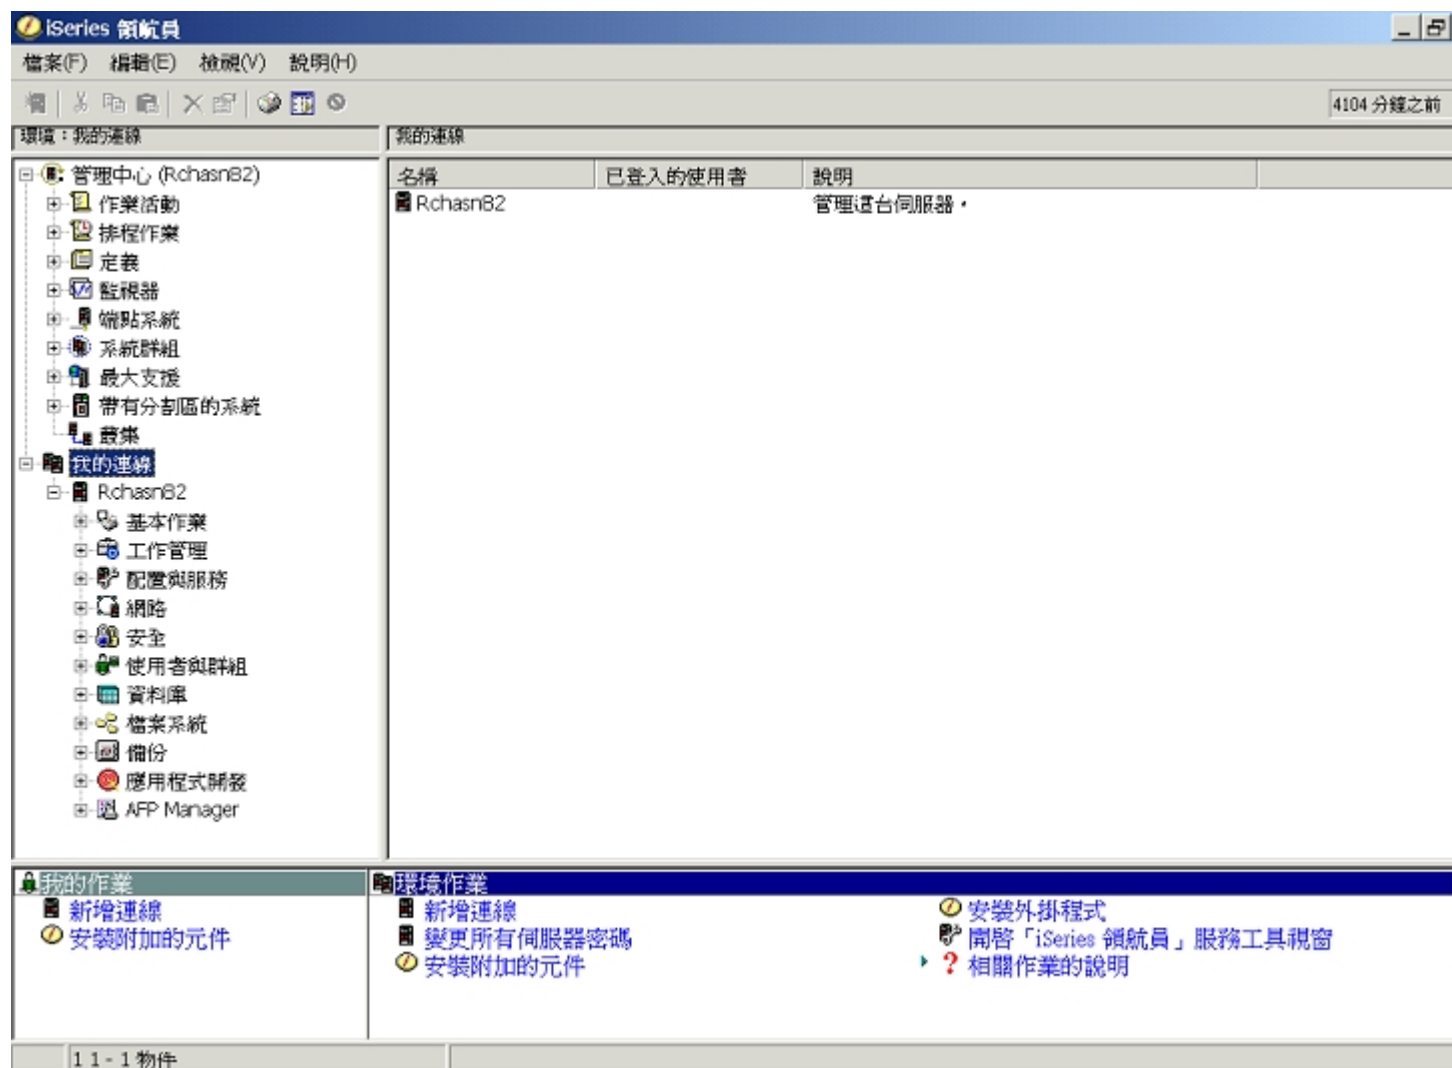 iSeries 領航員
檔案(F) 編輯(E) 檢視(V) 說明(H)
4104 分鐘之前
環境：我的連線
我的連線
管理中心 (Rchasn82)
作業活動
排程作業
定義
監視器
端點系統
系統群組
最大支援
帶有分割區的系統
叢集
我的連線
Rchasn82
基本作業
工作管理
配置與服務
網路
安全
使用者與群組
資料庫
檔案系統
備份
應用程式開發
AFP Manager
名稱 已登入的使用者 說明
Rchasn82 管理這台伺服器。
我的作業
新增連線
安裝附加的元件
環境作業
新增連線
變更所有伺服器密碼
安裝附加的元件
安裝外掛程式
開啓「iSeries 領航員」服務工具視窗
相關作業的說明
1 1 - 1 物件